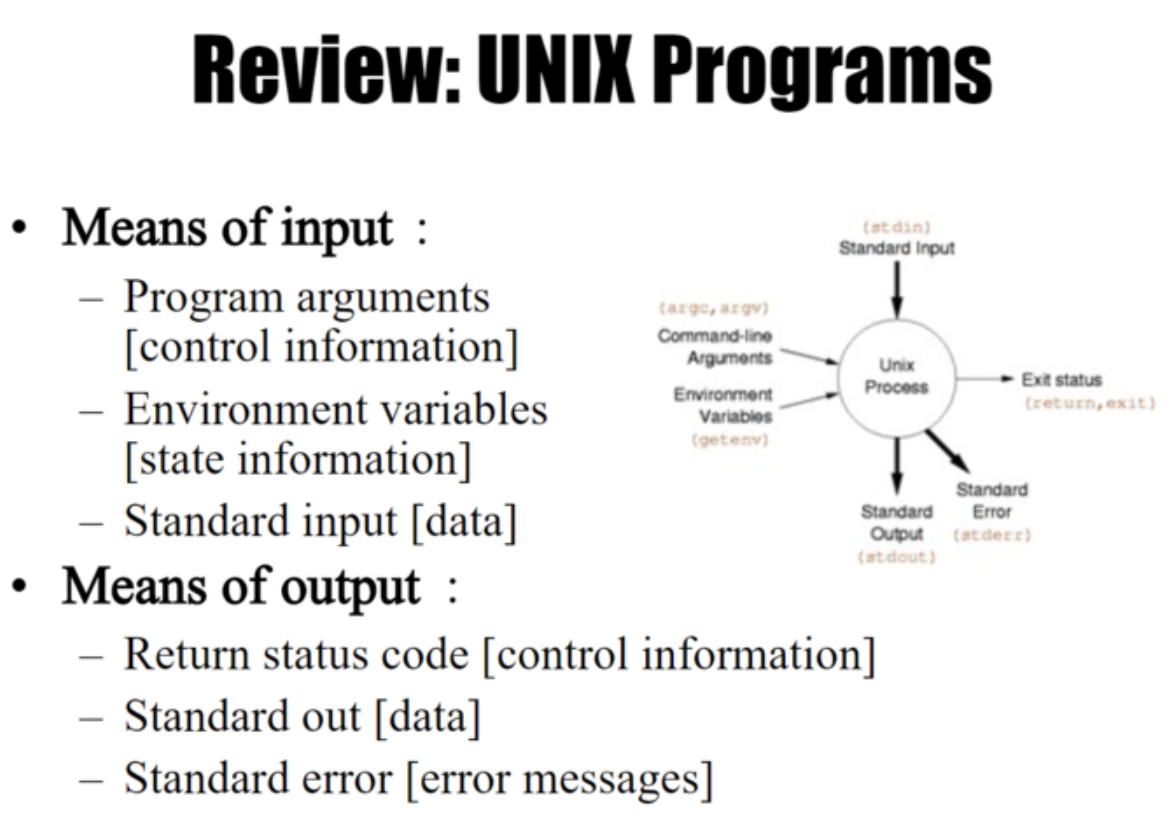 Review: UNIX Programs
• Means of input :
– Program arguments
[control information]
– Environment variables
[state information]
– Standard input [data]
• Means of output :
– Return status code [control information]
– Standard out [data]
– Standard error [error messages]
(stdin)
Standard Input
(argc,argv)
Command-line
Arguments
Environment
Variables
(getenv)
Unix
Process
Exit status
(return,exit)
Standard
Output
(stdout)
Standard
Error
(stderr)